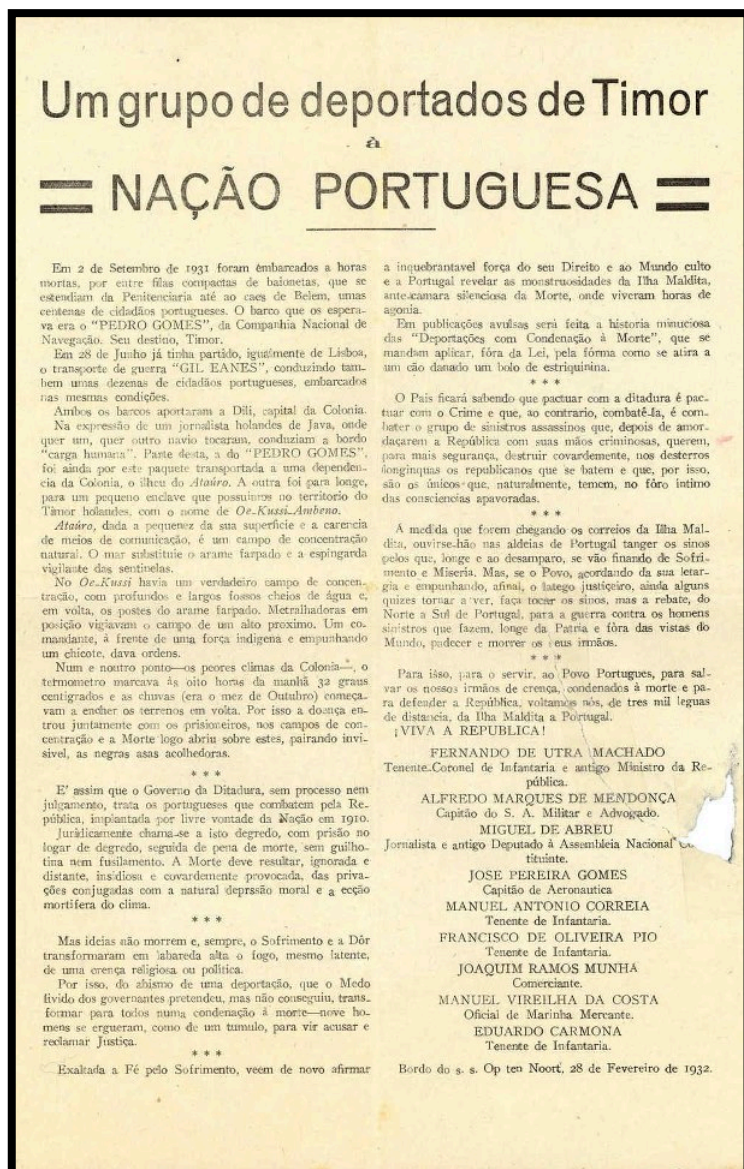 Um grupo de deportados de Timor
à
NAÇÃO PORTUGUESA
Em 2 de Setembro de 1931 foram embarcados a horas
mortas, por entre filas compactas de baionetas, que se
estendiam da Penitenciaria até ao caes de Belem, umas
centenas de cidadãos portugueses. O barco que os espera-
va era o "PEDRO GOMES", da Companhia Nacional de
Navegação. Seu destino, Timor.
Em 28 de Junho já tinha partido, igualmente de Lisboa,
o transporte de guerra "GIL EANES", conduzindo tam-
bem umas dezenas de cidadãos portugueses, embarcados
nas mesmas condições.
Ambos os barcos aportaram a Dili, capital da Colonia.
Na expressão de um jornalista holandes de Java, onde
quer um, quer outro navio tocaram, conduziam a bordo
"carga humana". Parte desta, a do "PEDRO GOMES",
foi ainda por este paquete transportada a uma dependen-
cia da Colonia, o ilheu do Ataúro. A outra foi para longe,
para um pequeno enclave que possuimos no territorio do
Timor holandes, com o nome de Oe-Kussi-Ambeno.
Ataúro, dada a pequenez da sua superficie e a carencia
de meios de comunicação, é um campo de concentração
natural. O mar substitue o arame farpado e a espingarda
vigilante das sentinelas.
No Oe-Kussi havia um verdadeiro campo de concen-
tração, com profundos e largos fossos cheios de água e,
em volta, os postes do arame farpado. Metralhadoras em
posição vigiavam o campo de um alto proximo. Um co-
mandante, à frente de uma força indigena e empunhando
um chicote, dava ordens.
Num e noutro ponto—os peores climas da Colonia—, o
termometro marcava ás oito horas da manhã 32 graus
centigrados e as chuvas (era o mez de Outubro) começa-
vam a encher os terrenos em volta. Por isso a doença en-
trou juntamente com os prisioneiros, nos campos de con-
centração e a Morte logo abriu sobre estes, pairando invi-
sivel, as negras asas acolhedoras.
* * *
E' assim que o Governo da Ditadura, sem processo nem
julgamento, trata os portugueses que combatem pela Re-
pública, implantada por livre vontade da Nação em 1910.
Juridicamente chama-se a isto degredo, com prisão no
logar de degredo, seguida de pena de morte, sem guilho-
tina nem fusilamento. A Morte deve resultar, ignorada e
distante, insidiosa e covardemente provocada, das priva-
ções conjugadas com a natural deprssão moral e a ecção
mortifera do clima.
* * *
Mas ideias não morrem e, sempre, o Sofrimento e a Dôr
transformaram em labareda alta o fogo, mesmo latente,
de uma crença religiosa ou politica.
Por isso, do abismo de uma deportação, que o Medo
livido dos governantes pretendeu, mas não conseguiu, trans-
formar para todos numa condenação á morte—nove ho-
mens se ergueram, como de um tumulo, para vir acusar e
reclamar Justiça.
* * *
Exaltada a Fé pelo Sofrimento, veem de novo afirmar
a inquebrantavel força do seu Direito e ao Mundo culto
e a Portugal revelar as monstruosidades da Ilha Maldita,
ante-camara silenciosa da Morte, onde viveram horas de
agonia.
Em publicações avulsas será feita a historia minuciosa
das "Deportações com Condenação à Morte", que se
mandam aplicar, fóra da Lei, pela fórma como se atira a
um cão danado um bolo de estriquinina.
* * *
O País ficará sabendo que pactuar com a ditadura é pac-
tuar com o Crime e que, ao contrario, combatê-la, é com-
bater o grupo de sinistros assassinos que, depois de amor-
daçarem a República com suas mãos criminosas, querem,
para mais segurança, destruir covardemente, nos desterros
longinquas os republicanos que se batem e que, por isso,
são os únicos que, naturalmente, temem, no fôro intimo
das consciencias apavoradas.
* * *
A medida que forem chegando os correios da Ilha Mal-
dita, ouvirse-hão nas aldeias de Portugal tanger os sinos
pelos que, longe e ao desamparo, se vão finando de Sofri-
mento e Miseria. Mas, se o Povo, acordando da sua letar-
gia e empunhando, afinal, o latego justiçeiro, ainda alguns
quizes tornar a ver, faça tocar os sinos, mas a rebate, do
Norte a Sul de Portugal, para a guerra contra os homens
sinistros que fazem, longe da Patria e fôra das vistas do
Mundo, padecer e morrer os seus irmãos.
* * *
Para isso, para o servir, ao Povo Portugues, para sal-
var os nossos irmãos de crença, condenados à morte e pa-
ra defender a República, voltamos nós, de tres mil leguas
de distancia, da Ilha Maldita a Portugal.
¡VIVA A REPUBLICA!
FERNANDO DE UTRA MACHADO
Tenente-Coronel de Infantaria e antigo Ministro da Re-
pública.
ALFREDO MARQUES DE MENDONÇA
Capitão do S. A. Militar e Advogado.
MIGUEL DE ABREU
Jornalista e antigo Deputado à Assembleia Nacional
tituinte.
JOSE PEREIRA GOMES
Capitão de Aeronautica
MANUEL ANTONIO CORREIA
Tenente de Infantaria.
FRANCISCO DE OLIVEIRA PIO
Tenente de Infantaria.
JOAQUIM RAMOS MUNHA
Comerciante.
MANUEL VIREILHA DA COSTA
Oficial de Marinha Mercante.
EDUARDO CARMONA
Tenente de Infantaria.
Bordo do s. s. Op ten Noort, 28 de Fevereiro de 1932.